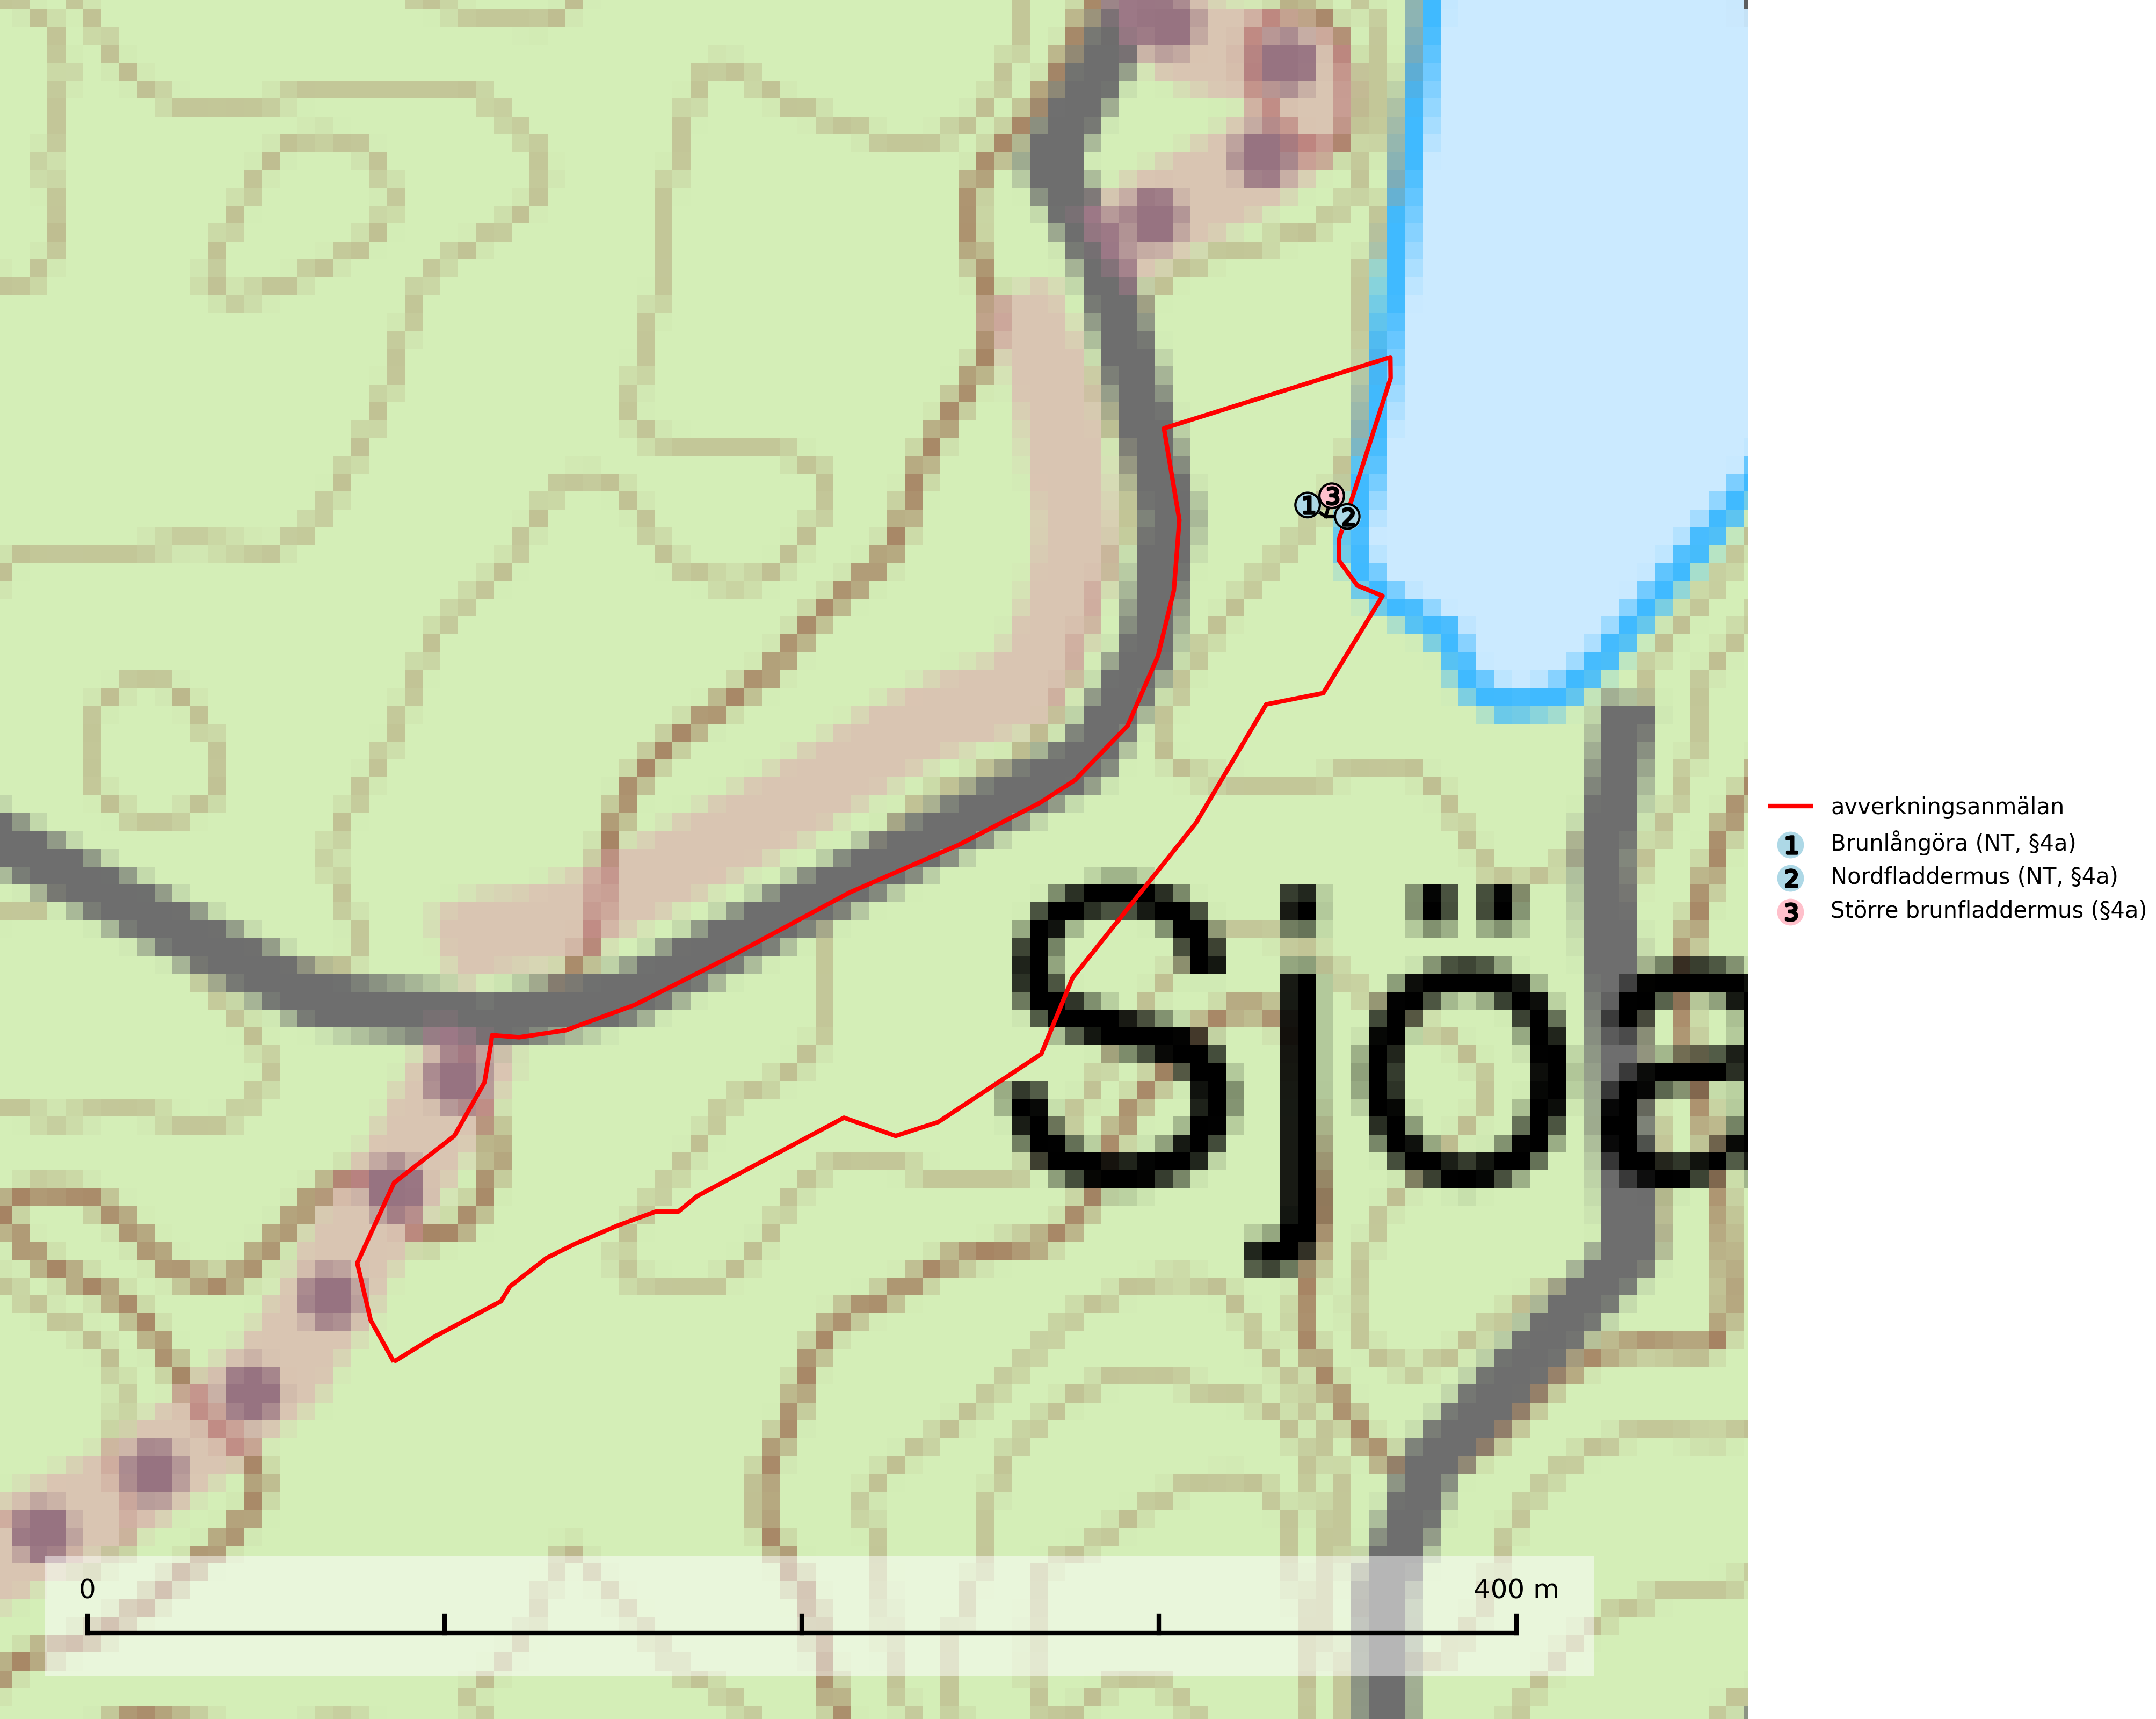 1 3 2
avverkningsanmälan
1 Brunlångöra (NT, §4a)
2 Nordfladdermus (NT, §4a)
3 Större brunfladdermus (§4a)
Sjöa
0 400 m